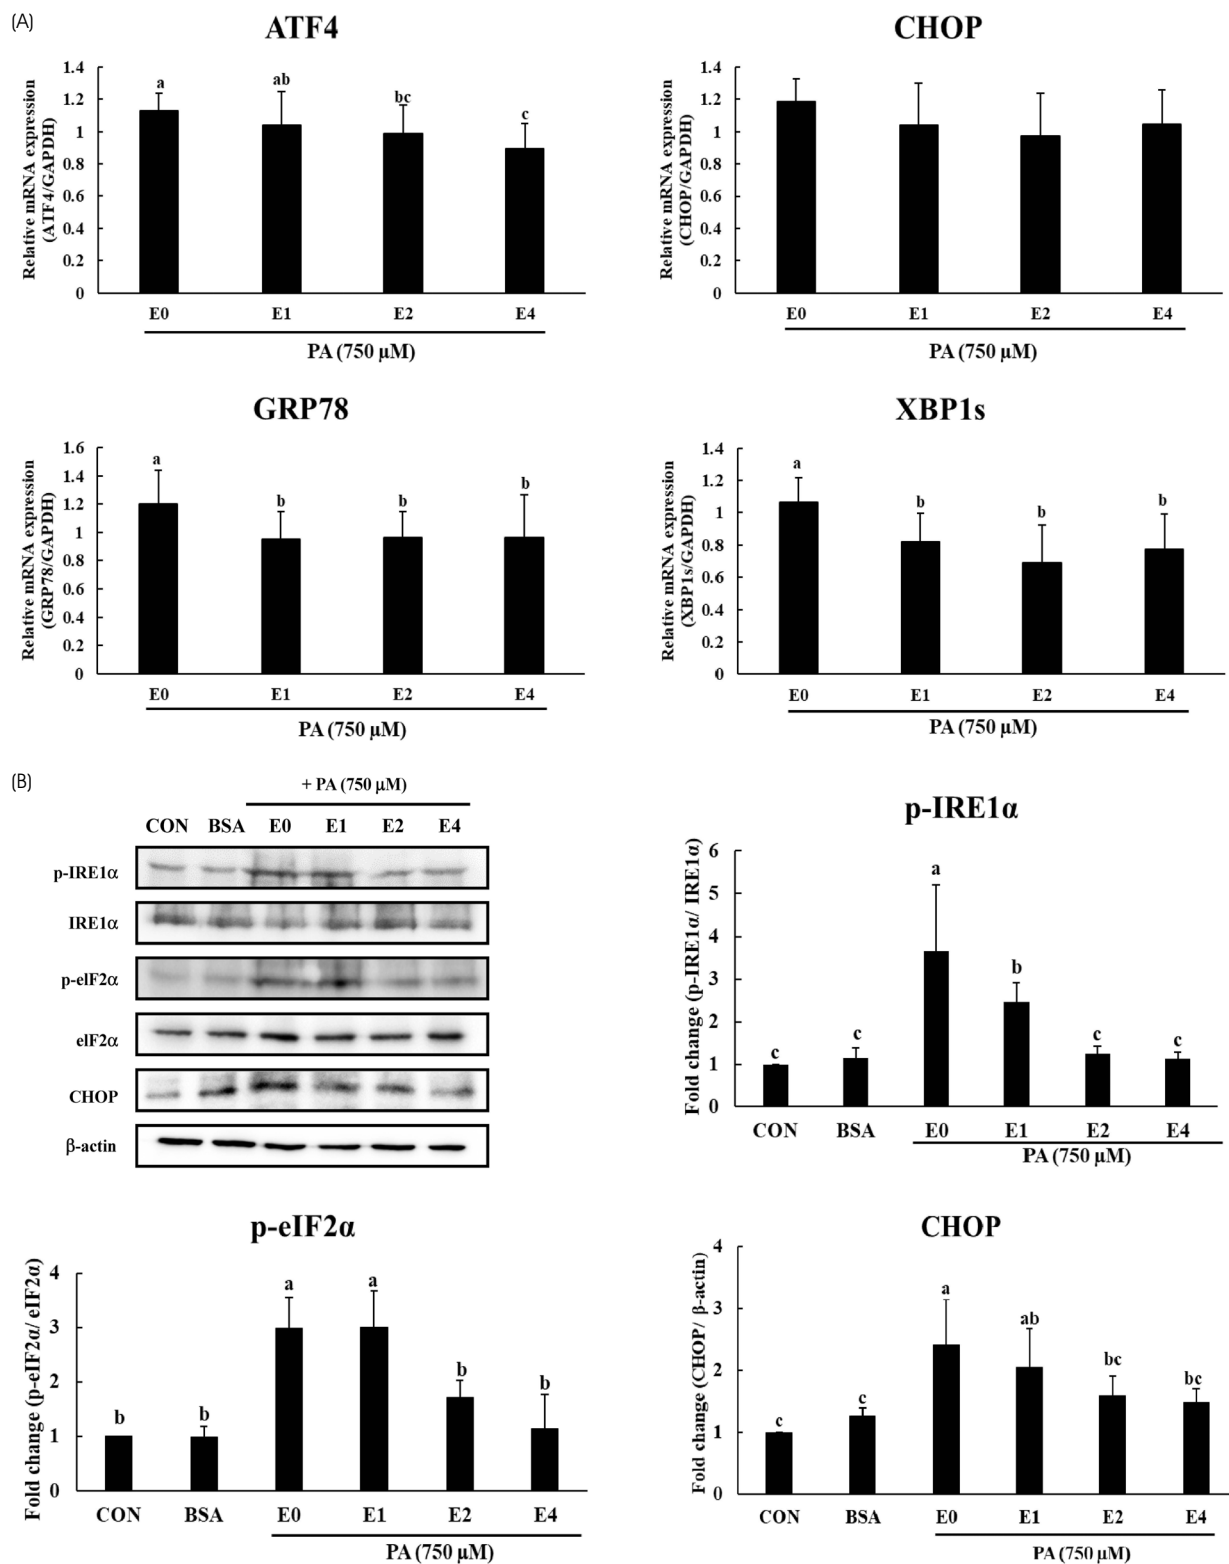 (A)
ATF4
Relative mRNA expression
(ATF4/GAPDH)
1.4
1.2
1
0.8
0.6
0.4
0.2
0
a
ab
bc
c
E0 E1 E2 E4
PA (750 μM)
CHOP
Relative mRNA expression
(CHOP/GAPDH)
1.4
1.2
1
0.8
0.6
0.4
0.2
0
E0 E1 E2 E4
PA (750 μM)
GRP78
Relative mRNA expression
(GRP78/GAPDH)
1.6
1.4
1.2
1
0.8
0.6
0.4
0.2
0
a
b
b
b
E0 E1 E2 E4
PA (750 μM)
XBP1s
Relative mRNA expression
(XBP1s/GAPDH)
1.4
1.2
1
0.8
0.6
0.4
0.2
0
a
b
b
b
E0 E1 E2 E4
PA (750 μM)
(B)
+ PA (750 μM)
CON BSA E0 E1 E2 E4
p-IRE1α
IRE1α
p-eIF2α
eIF2α
CHOP
β-actin
p-IRE1α
Fold change (p-IRE1α/ IRE1α)
6
5
4
3
2
1
0
c
c
a
b
c
c
CON BSA E0 E1 E2 E4
PA (750 μM)
p-eIF2α
Fold change (p-eIF2α/ eIF2α)
4
3
2
1
0
b
b
a
a
b
b
CON BSA E0 E1 E2 E4
PA (750 μM)
CHOP
Fold change (CHOP/ β-actin)
4
3
2
1
0
c
c
a
ab
bc
bc
CON BSA E0 E1 E2 E4
PA (750 μM)